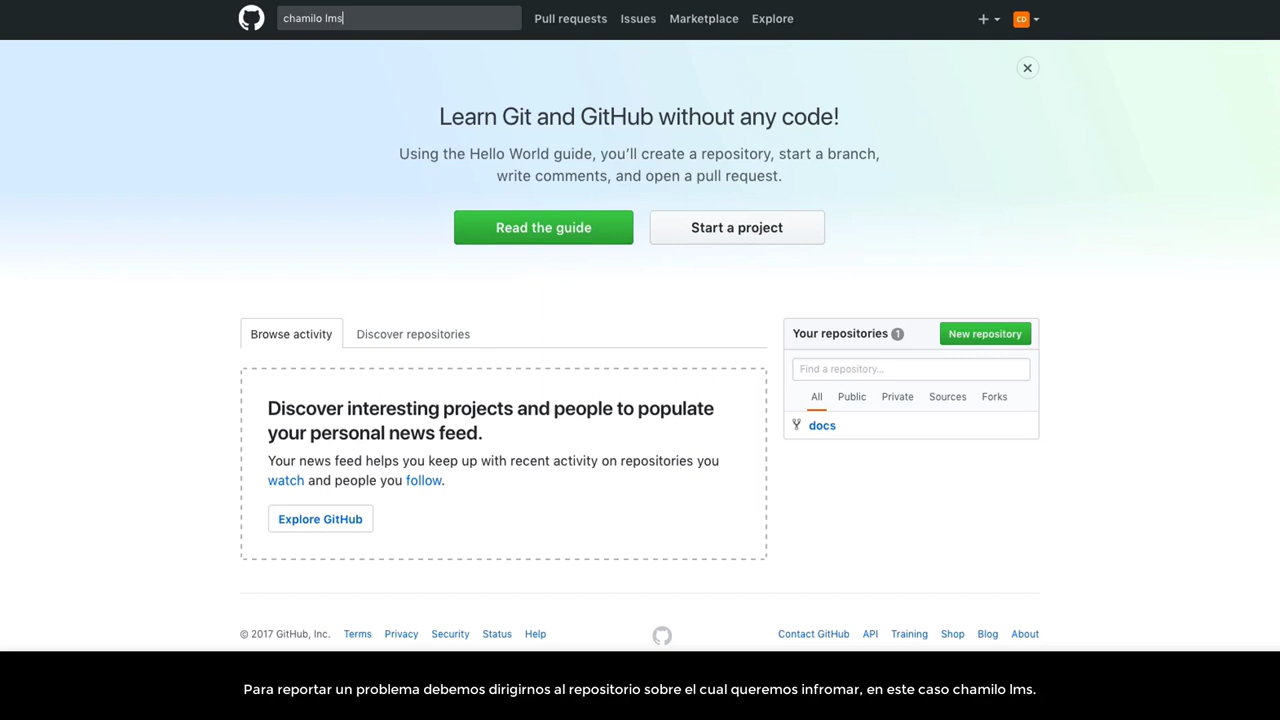 chamilo lms
Pull requests Issues Marketplace Explore
CD
Learn Git and GitHub without any code!
Using the Hello World guide, you'll create a repository, start a branch,
write comments, and open a pull request.
Read the guide Start a project
Browse activity Discover repositories
Your repositories 1 New repository
Find a repository...
All Public Private Sources Forks
docs
Discover interesting projects and people to populate
your personal news feed.
Your news feed helps you keep up with recent activity on repositories you
watch and people you follow.
Explore GitHub
© 2017 GitHub, Inc. Terms Privacy Security Status Help
Contact GitHub API Training Shop Blog About
Para reportar un problema debemos dirigirnos al repositorio sobre el cual queremos infromar, en este caso chamilo lms.